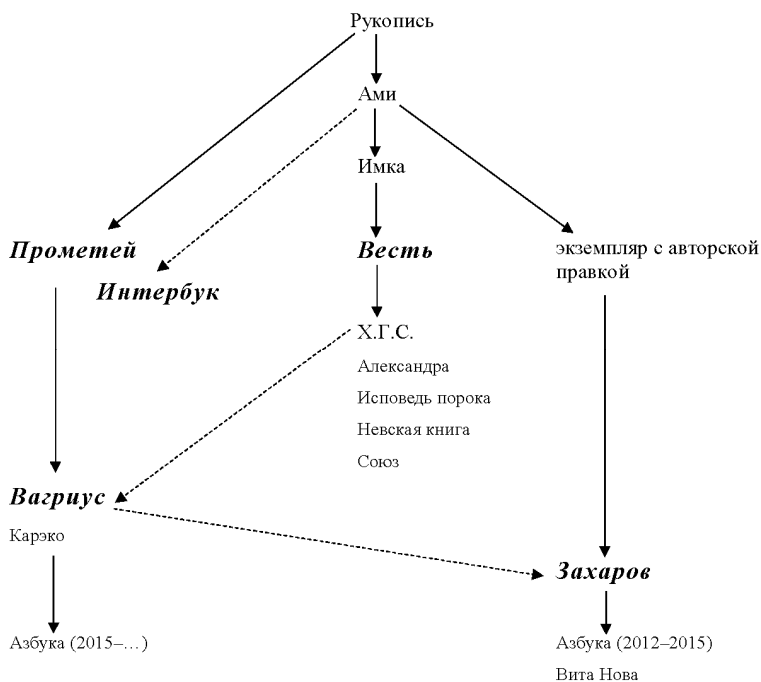 Рукопись
Ами
Имка
Прометей
Весть
экземпляр с авторской
правкой
Интербук
Х.Г.С.
Александра
Исповедь порока
Невская книга
Союз
Вагриус
Карэко
Захаров
Азбука (2015–…)
Азбука (2012–2015)
Вита Нова